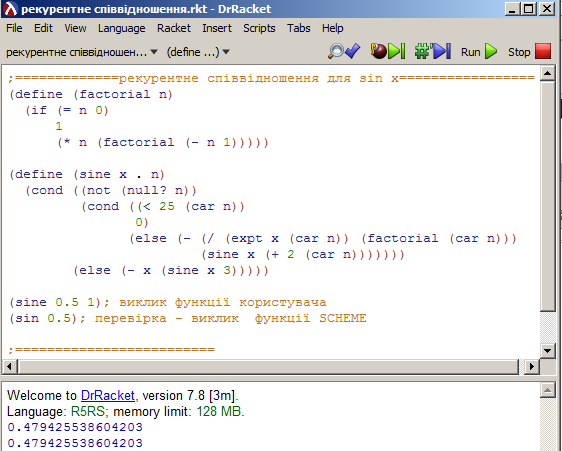 рекурентне співвідношення.rkt - DrRacket
File Edit View Language Racket Insert Scripts Tabs Help
рекурентне співвідношен... (define ...) Run Stop
;=============рекурентне співвідношення для sin x=================
(define (factorial n)
  (if (= n 0)
      1
      (* n (factorial (- n 1)))))
(define (sine x . n)
  (cond ((not (null? n))
         (cond ((< 25 (car n))
                0)
               (else (- (/ (expt x (car n)) (factorial (car n)))
                        (sine x (+ 2 (car n)))))))
        (else (- x (sine x 3)))))
(sine 0.5 1); виклик функції користувача
(sin 0.5); перевірка - виклик  функції SCHEME
;=========================
Welcome to DrRacket, version 7.8 [3m].
Language: R5RS; memory limit: 128 MB.
0.479425538604203
0.479425538604203